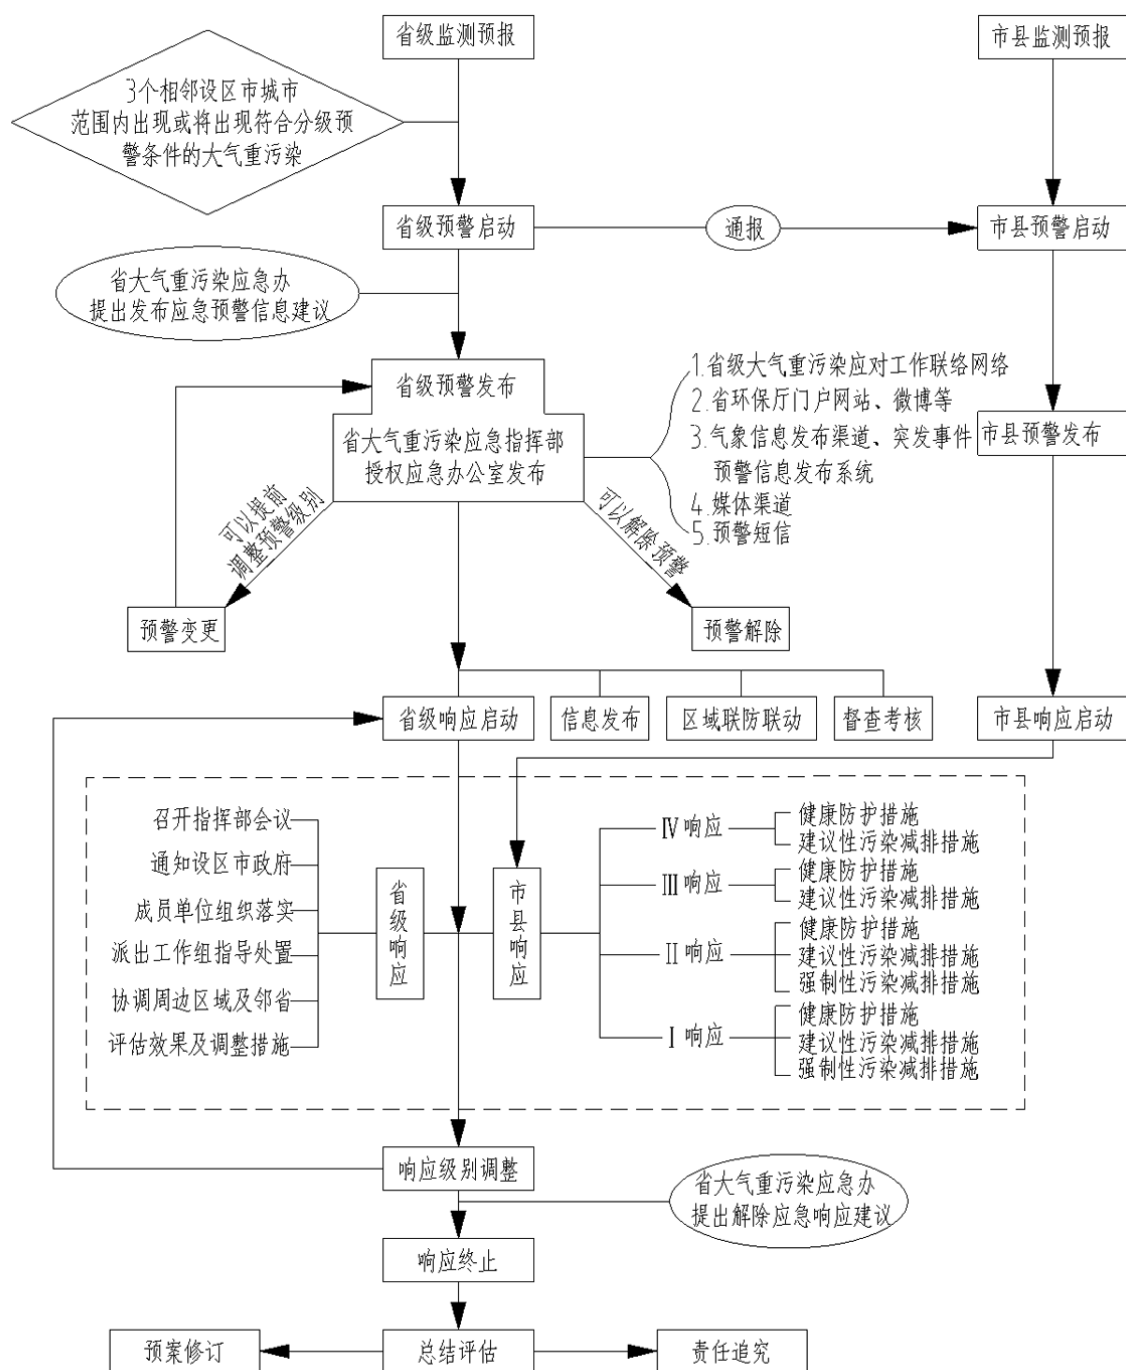 省级监测预报
市县监测预报
3个相邻设区市城市
范围内出现或将出现符合分级预
警条件的大气重污染
省级预警启动
通报
市县预警启动
省大气重污染应急办
提出发布应急预警信息建议
省级预警发布
省大气重污染应急指挥部
授权应急办公室发布
1.省级大气重污染应对工作联络网络
2.省环保厅门户网站、微博等
3.气象信息发布渠道、突发事件
预警信息发布系统
4.媒体渠道
5.预警短信
市县预警发布
可以提前
调整预警级别
可以解除预警
预警变更
预警解除
省级响应启动
信息发布
区域联防联动
督查考核
市县响应启动
召开指挥部会议
通知设区市政府
成员单位组织落实
派出工作组指导处置
协调周边区域及邻省
评估效果及调整措施
省级响应
市县响应
Ⅳ响应
健康防护措施
建议性污染减排措施
Ⅲ响应
健康防护措施
建议性污染减排措施
Ⅱ响应
健康防护措施
建议性污染减排措施
强制性污染减排措施
Ⅰ响应
健康防护措施
建议性污染减排措施
强制性污染减排措施
响应级别调整
省大气重污染应急办
提出解除应急响应建议
响应终止
预案修订
总结评估
责任追究